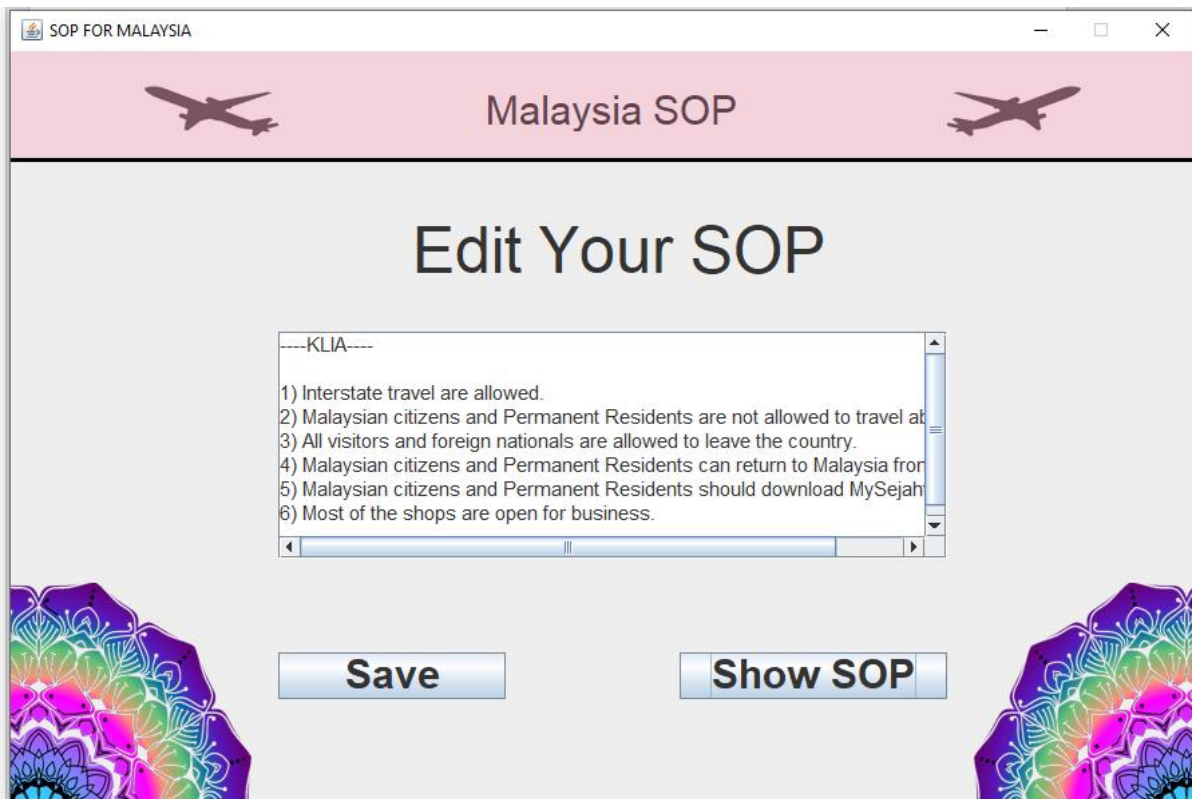 SOP FOR MALAYSIA
Malaysia SOP
Edit Your SOP
----KLIA----
1) Interstate travel are allowed.
2) Malaysian citizens and Permanent Residents are not allowed to travel
3) All visitors and foreign nationals are allowed to leave the country.
4) Malaysian citizens and Permanent Residents can return to Malaysia
5) Malaysian citizens and Permanent Residents should download
6) Most of the shops are open for business.
Save
Show SOP